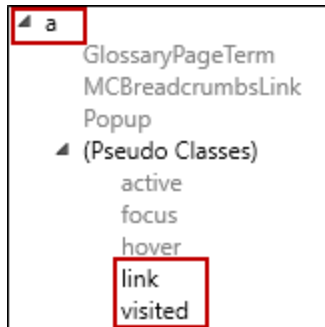 a
GlossaryPageTerm
MCBreadcrumbsLink
Popup
(Pseudo Classes)
active
focus
hover
link
visited